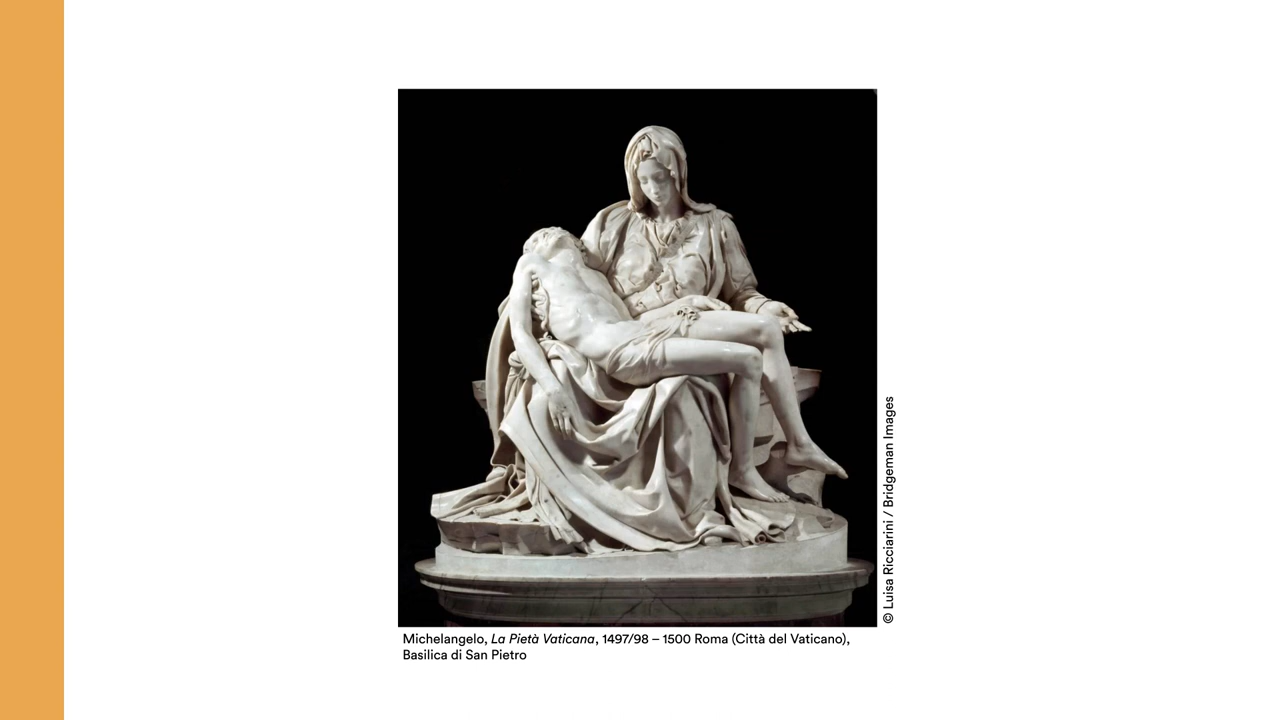 © Luisa Ricciarini / Bridgeman Images
Michelangelo, La Pietà Vaticana, 1497/98 – 1500 Roma (Città del Vaticano),
Basilica di San Pietro